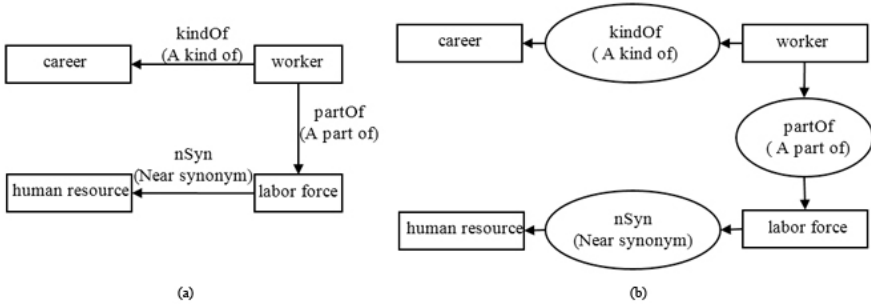 kindOf
(A kind of)
career
worker
partOf
(A part of)
nSyn
(Near synonym)
human resource
labor force
(a)
kindOf
( A kind of)
career
worker
partOf
( A part of)
nSyn
(Near synonym)
human resource
labor force
(b)